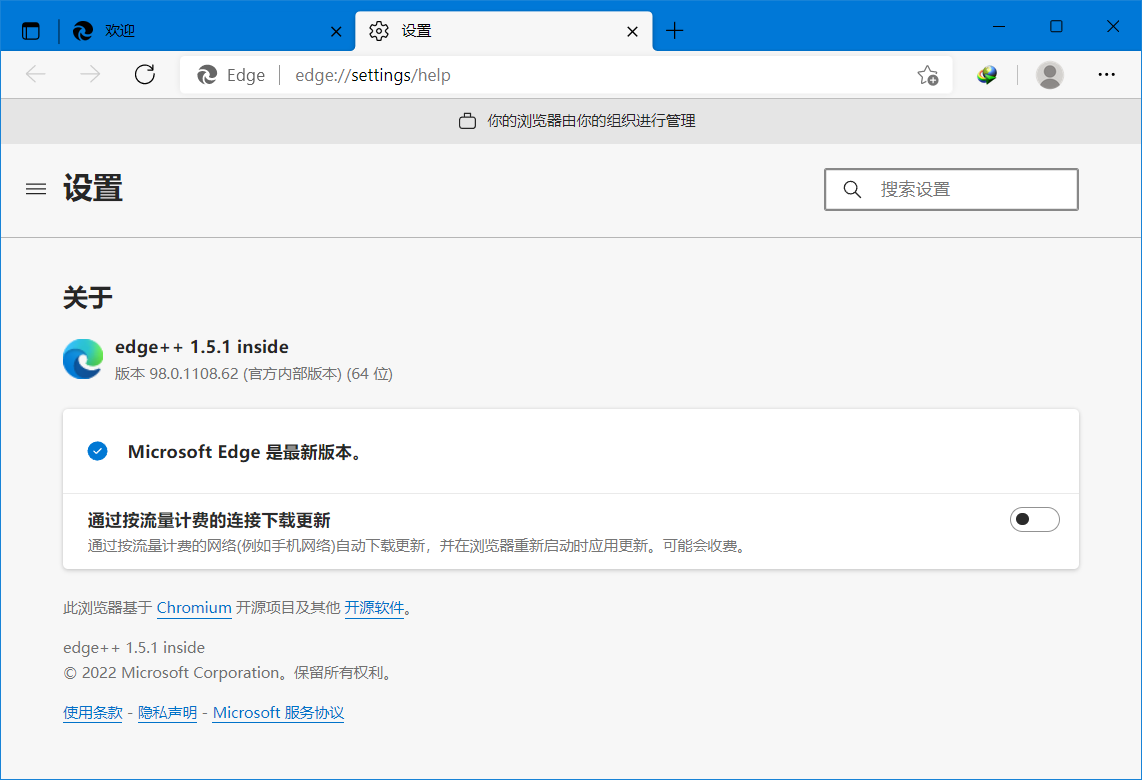 欢迎
设置
Edge edge://settings/help
你的浏览器由你的组织进行管理
设置
搜索设置
关于
edge++ 1.5.1 inside
版本 98.0.1108.62 (官方内部版本) (64 位)
Microsoft Edge 是最新版本。
通过按流量计费的连接下载更新
通过按流量计费的网络(例如手机网络)自动下载更新，并在浏览器重新启动时应用更新。可能会收费。
此浏览器基于 Chromium 开源项目及其他 开源软件。
edge++ 1.5.1 inside
© 2022 Microsoft Corporation。保留所有权利。
使用条款 - 隐私声明 - Microsoft 服务协议